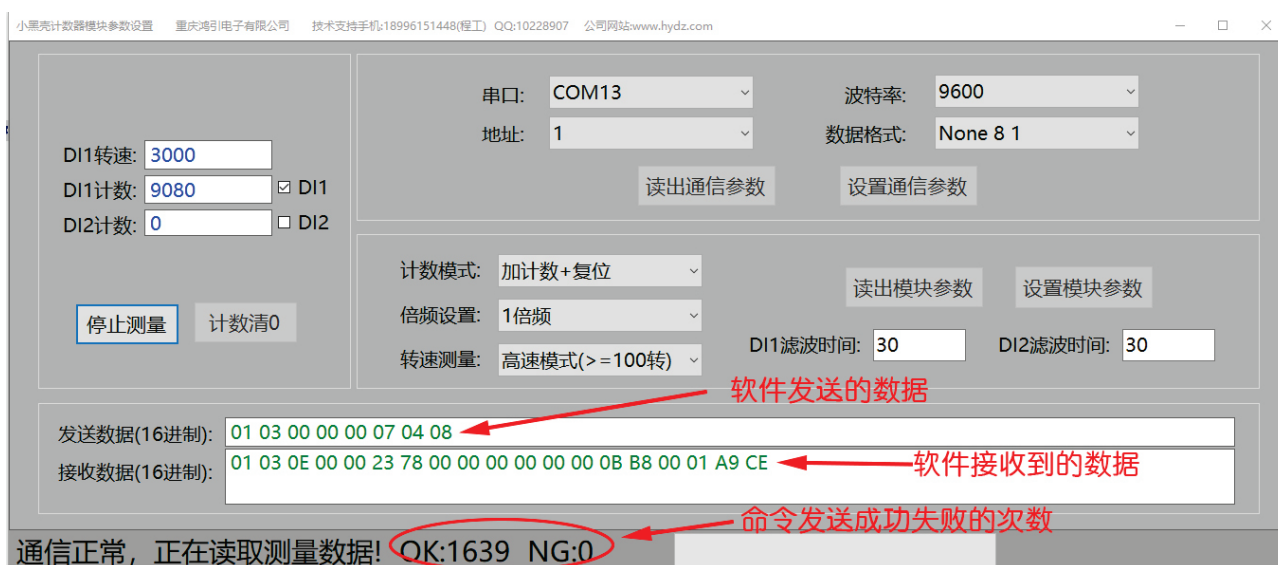 小黑壳计数器模块参数设置 重庆鸿引电子有限公司 技术支持手机:18996151448(程工) QQ:10228907 公司网站:www.hydz.com
串口: COM13 波特率: 9600
地址: 1 数据格式: None 8 1
读出通信参数 设置通信参数
DI1转速: 3000
DI1计数: 9080 DI1
DI2计数: 0 DI2
停止测量 计数清0
计数模式: 加计数+复位
倍频设置: 1倍频
转速测量: 高速模式(>=100转)
读出模块参数 设置模块参数
DI1滤波时间: 30 DI2滤波时间: 30
软件发送的数据
发送数据(16进制): 01 03 00 00 00 07 04 08
接收数据(16进制): 01 03 0E 00 00 23 78 00 00 00 00 00 00 0B B8 00 01 A9 CE
软件接收到的数据
命令发送成功失败的次数
通信正常，正在读取测量数据! OK:1639 NG:0